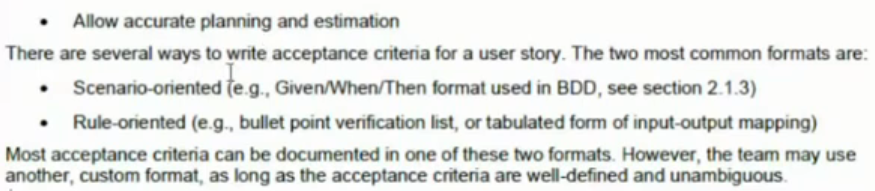 • Allow accurate planning and estimation
There are several ways to write acceptance criteria for a user story. The two most common formats are:
• Scenario-oriented (e.g., Given/When/Then format used in BDD, see section 2.1.3)
• Rule-oriented (e.g., bullet point verification list, or tabulated form of input-output mapping)
Most acceptance criteria can be documented in one of these two formats. However, the team may use
another, custom format, as long as the acceptance criteria are well-defined and unambiguous.